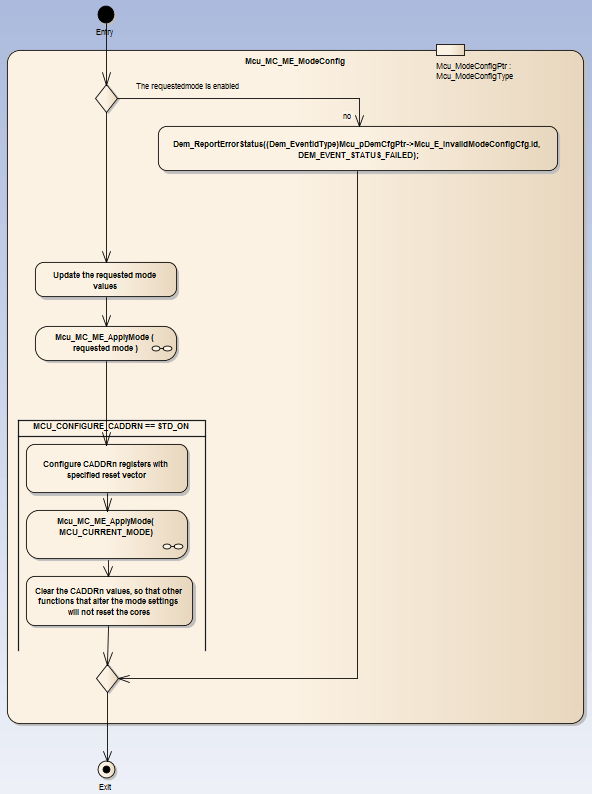 Entry
Mcu_MC_ME_ModeConfig
Mcu_ModeConfigPtr :
Mcu_ModeConfigType
The requestedmode is enabled
no
Dem_ReportErrorStatus((Dem_EventIdType)Mcu_pDemCfgPtr->Mcu_E_InvalidModeConfigCfg.id,
DEM_EVENT_STATUS_FAILED);
Update the requested mode
values
Mcu_MC_ME_ApplyMode (
requested mode )
MCU_CONFIGURE_CADDRN == STD_ON
Configure CADDRn registers with
specified reset vector
Mcu_MC_ME_ApplyMode(
MCU_CURRENT_MODE)
Clear the CADDRn values, so that other
functions that alter the mode settings
will not reset the cores
Exit